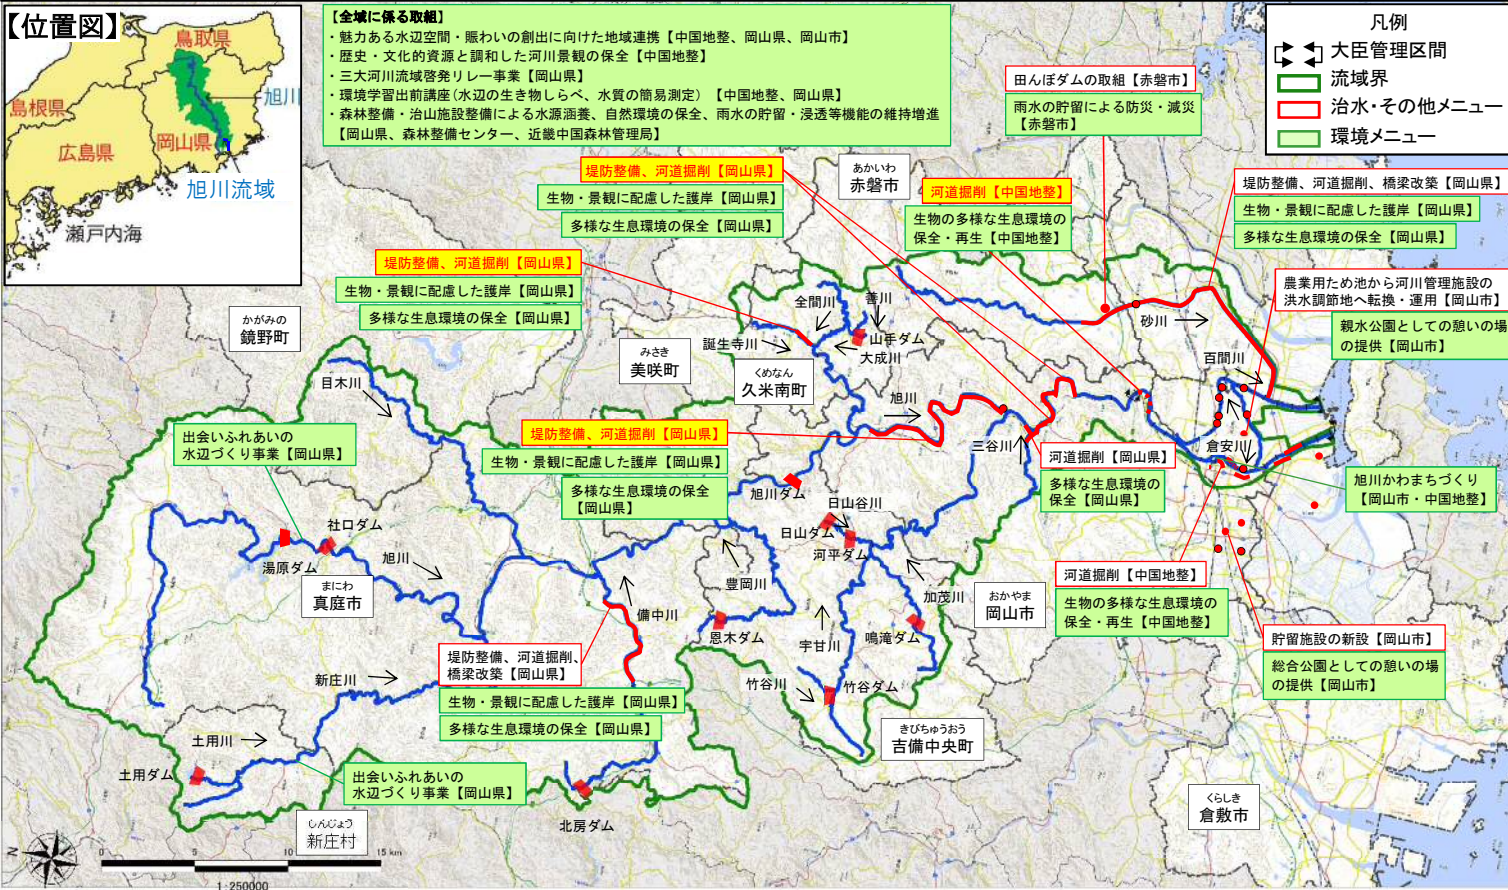 【位置図】
鳥取県
島根県
旭川
岡山県
広島県
旭川流域
瀬戸内海
【全域に係る取組】
・魅力ある水辺空間・賑わいの創出に向けた地域連携【中国地整、岡山県、岡山市】
・歴史・文化的資源と調和した河川景観の保全【中国地整】
・三大河川流域啓発リレー事業【岡山県】
・環境学習出前講座(水辺の生き物しらべ、水質の簡易測定) 【中国地整、岡山県】
・森林整備・治山施設整備による水源涵養、自然環境の保全、雨水の貯留・浸透等機能の維持増進
【岡山県、森林整備センター、近畿中国森林管理局】
凡例
大臣管理区間
流域界
治水・その他メニュー
環境メニュー
田んぼダムの取組【赤磐市】
雨水の貯留による防災・減災
【赤磐市】
堤防整備、河道掘削【岡山県】
生物・景観に配慮した護岸【岡山県】
多様な生息環境の保全【岡山県】
あかいわ
赤磐市
河道掘削【中国地整】
生物の多様な生息環境の
保全・再生【中国地整】
堤防整備、河道掘削、橋梁改築【岡山県】
生物・景観に配慮した護岸【岡山県】
多様な生息環境の保全【岡山県】
堤防整備、河道掘削【岡山県】
生物・景観に配慮した護岸【岡山県】
多様な生息環境の保全【岡山県】
農業用ため池から河川管理施設の
洪水調節地へ転換・運用【岡山市】
親水公園としての憩いの場
の提供【岡山市】
かがみの
鏡野町
全間川
善川
誕生寺川
山手ダム
大成川
砂川
百間川
みさき
美咲町
くめなん
久米南町
目木川
旭川
三谷川
倉安川
出会いふれあいの
水辺づくり事業【岡山県】
堤防整備、河道掘削【岡山県】
生物・景観に配慮した護岸【岡山県】
多様な生息環境の保全
【岡山県】
河道掘削【岡山県】
多様な生息環境の
保全【岡山県】
旭川かわまちづくり
【岡山市・中国地整】
旭川ダム
日山谷川
日山ダム
河平ダム
社口ダム
湯原ダム
旭川
まにわ
真庭市
豊岡川
備中川
恩木ダム
宇甘川
鳴滝ダム
加茂川
おかやま
岡山市
河道掘削【中国地整】
生物の多様な生息環境の
保全・再生【中国地整】
貯留施設の新設【岡山市】
総合公園としての憩いの場
の提供【岡山市】
堤防整備、河道掘削、
橋梁改築【岡山県】
生物・景観に配慮した護岸【岡山県】
多様な生息環境の保全【岡山県】
新庄川
竹谷川
竹谷ダム
きびちゅうおう
吉備中央町
土用川
土用ダム
出会いふれあいの
水辺づくり事業【岡山県】
しんじょう
新庄村
北房ダム
くらしき
倉敷市
N
0 5 10 15 km
1:250000